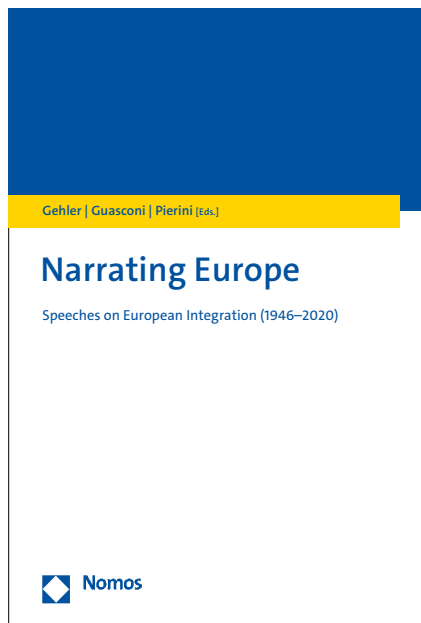 Gehler | Guasconi | Pierini [Eds.]
Narrating Europe
Speeches on European Integration (1946–2020)
Nomos